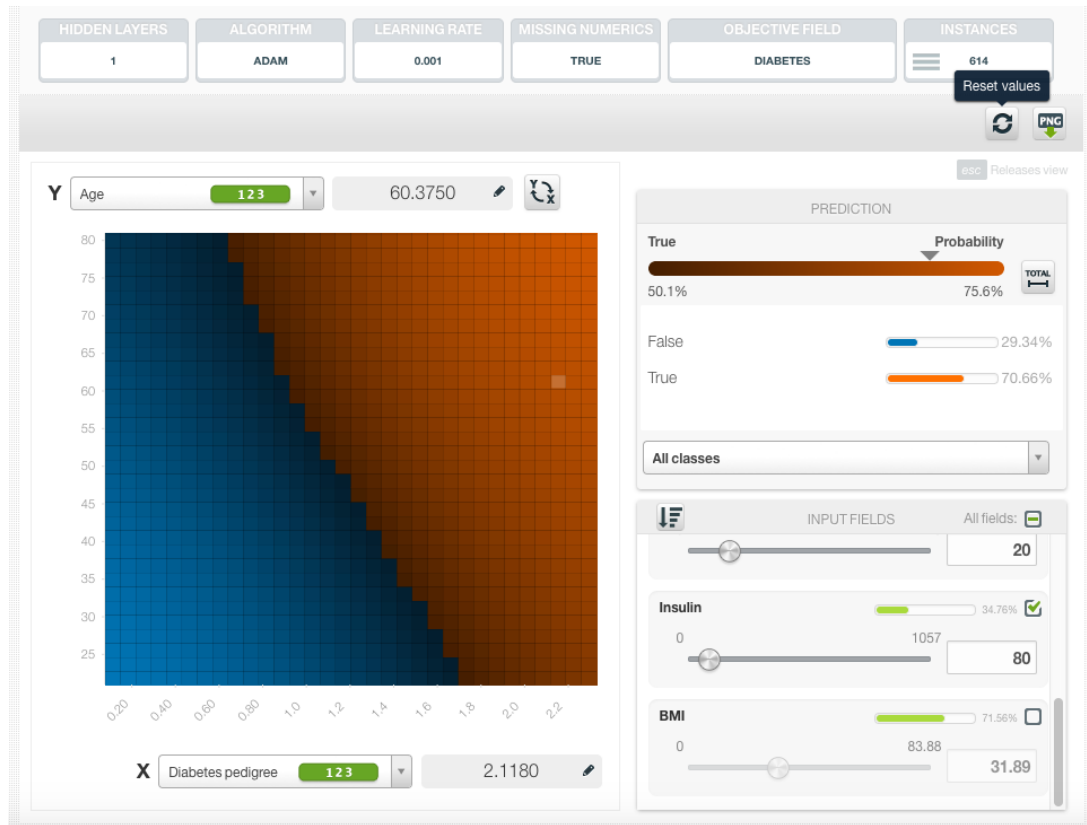 HIDDEN LAYERS ALGORITHM LEARNING RATE MISSING NUMERICS OBJECTIVE FIELD INSTANCES
1 ADAM 0.001 TRUE DIABETES 614
Reset values
PNG
esc Releases view
Y Age 123 60.3750 Y X
PREDICTION
True Probability
TOTAL
50.1% 75.6%
False 29.34%
True 70.66%
All classes
INPUT FIELDS All fields:
20
Insulin 34.76%
0 1057
80
BMI 71.56%
0 83.88
31.89
80
75
70
65
60
55
50
45
40
35
30
25
0.20 0.40 0.60 0.80 1.0 1.2 1.4 1.6 1.8 2.0 2.2
X Diabetes pedigree 123 2.1180